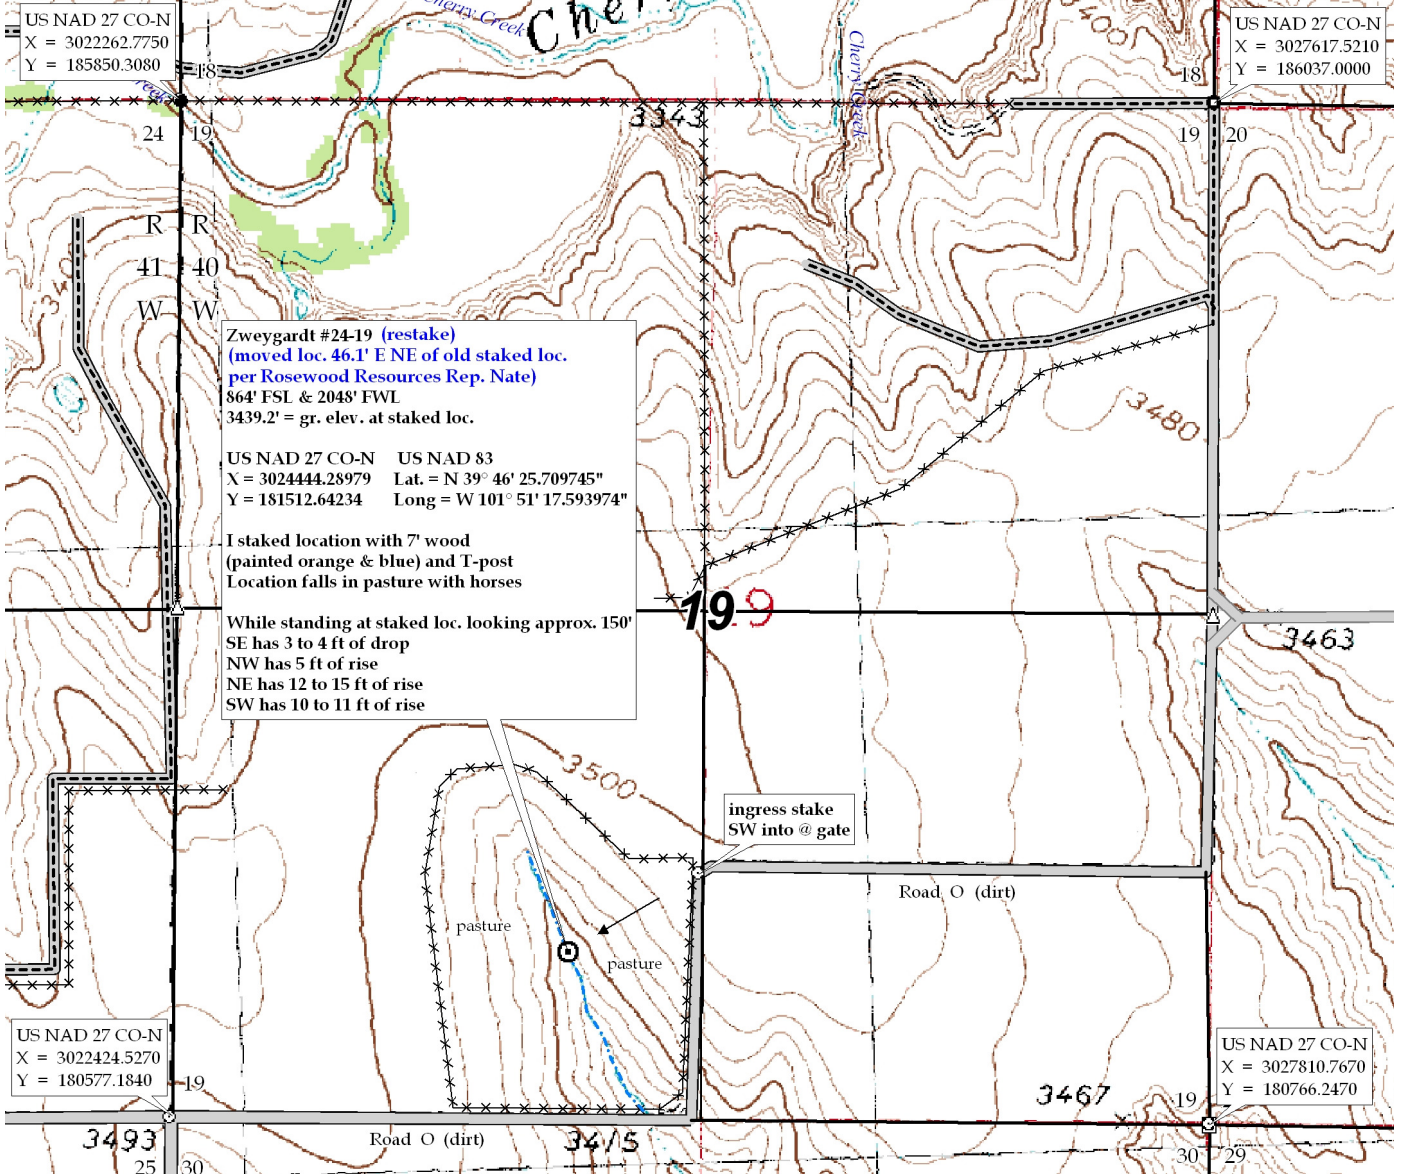 US NAD 27 CO-N
X = 3022262.7750
Y = 185850.3080
Cherry Creek
Cherry Creek
US NAD 27 CO-N
X = 3027617.5210
Y = 186037.0000
18
18
24
19
3343
19
20
R
R
41
40
W
W
3480
Zweygardt #24-19 (restake)
(moved loc. 46.1' E NE of old staked loc.
per Rosewood Resources Rep. Nate)
864' FSL & 2048' FWL
3439.2' = gr. elev. at staked loc.
US NAD 27 CO-N US NAD 83
X = 3024444.28979 Lat. = N 39° 46' 25.709745"
Y = 181512.64234 Long = W 101° 51' 17.593974"
I staked location with 7' wood
(painted orange & blue) and T-post
Location falls in pasture with horses
While standing at staked loc. looking approx. 150'
SE has 3 to 4 ft of drop
NW has 5 ft of rise
NE has 12 to 15 ft of rise
SW has 10 to 11 ft of rise
19
3463
3500
ingress stake
SW into @ gate
Road O (dirt)
pasture
pasture
US NAD 27 CO-N
X = 3022424.5270
Y = 180577.1840
US NAD 27 CO-N
X = 3027810.7670
Y = 180766.2470
19
3467
19
3493
Road O (dirt)
34/5
25
30
30
29